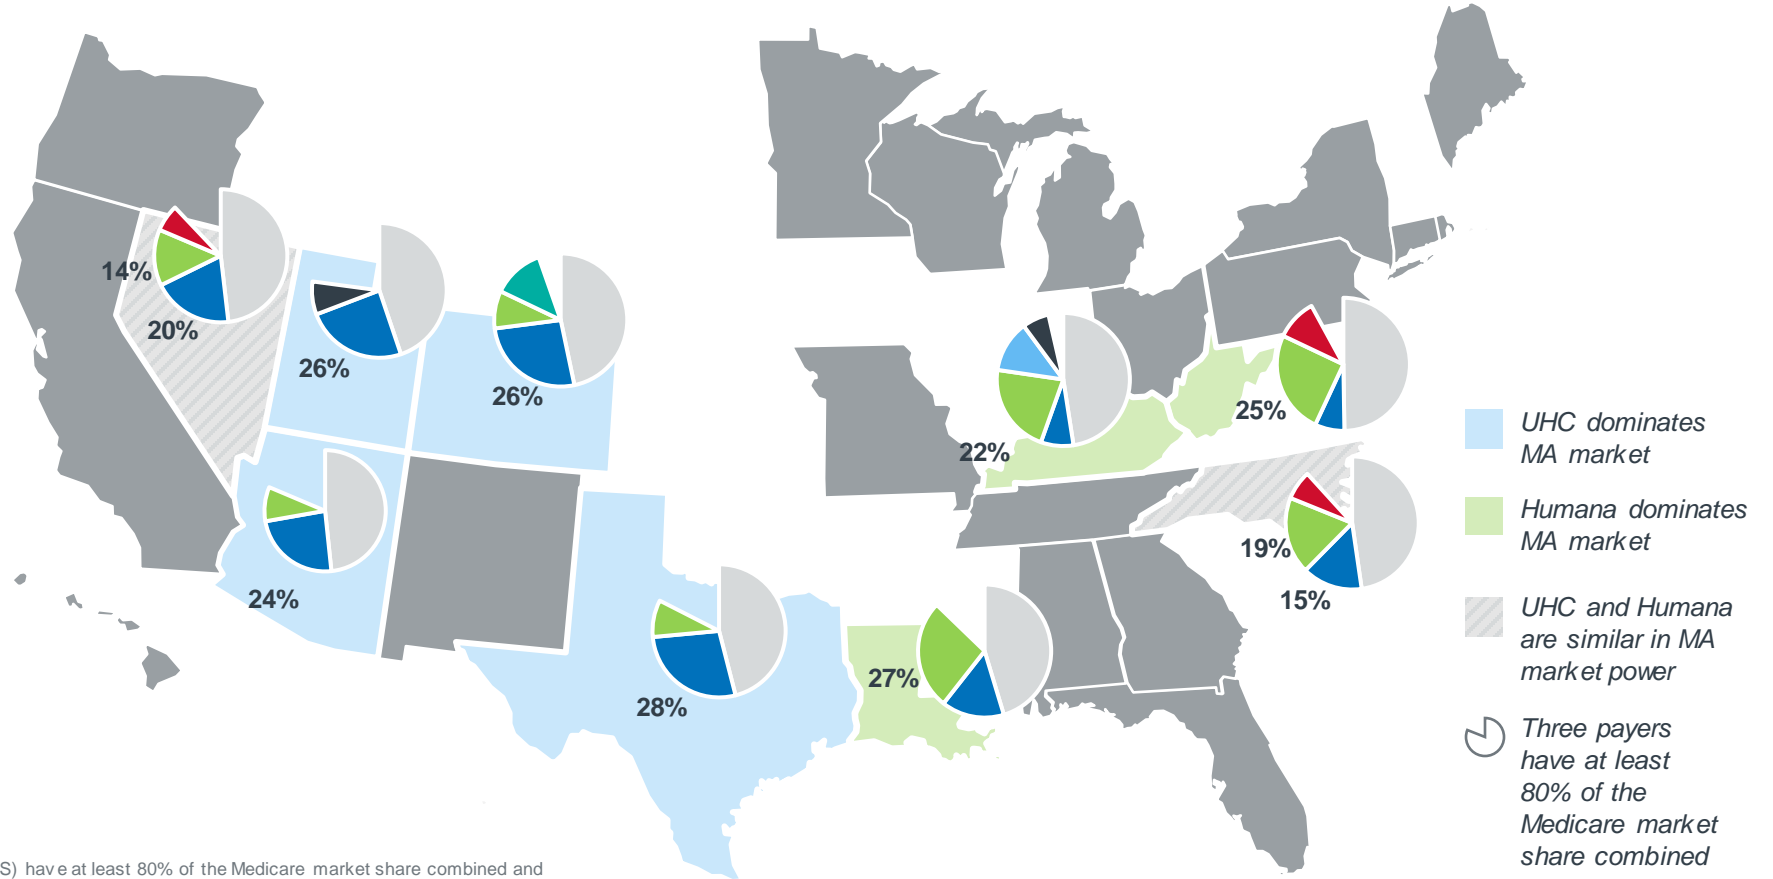 14%
20%
26%
26%
24%
28%
22%
25%
27%
19%
15%
UHC dominates
MA market
Humana dominates
MA market
UHC and Humana
are similar in MA
market power
Three payers
have at least
80% of the
Medicare market
share combined
S) have at least 80% of the Medicare market share combined and